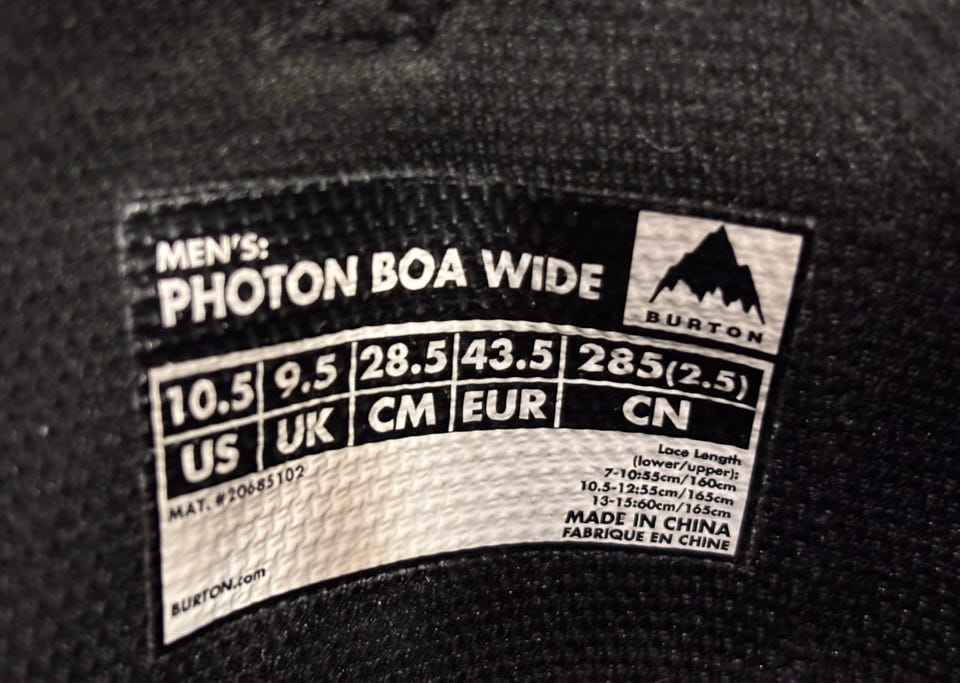 MEN'S:
PHOTON BOA WIDE
BURTON
10.5 9.5 28.5 43.5 285(2.5)
US UK CM EUR CN
MAT. #20685102
Lace Length
(lower/upper):
7-10:55cm/160cm
10.5-12:55cm/165cm
13-15:60cm/165cm
MADE IN CHINA
FABRIQUE EN CHINE
BURTON.com